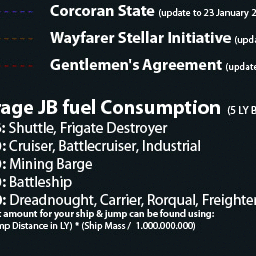 Corcoran State (update to 23 January 2
Wayfarer Stellar Initiative (upd
Gentlemen's Agreement (update
rage JB fuel Consumption (5 LY B
: Shuttle, Frigate Destroyer
: Cruiser, Battlecruiser, Industrial
: Mining Barge
: Battleship
: Dreadnought, Carrier, Rorqual, Freighter
t amount for your ship & jump can be found using:
mp Distance in LY) * (Ship Mass / 1.000.000.000)